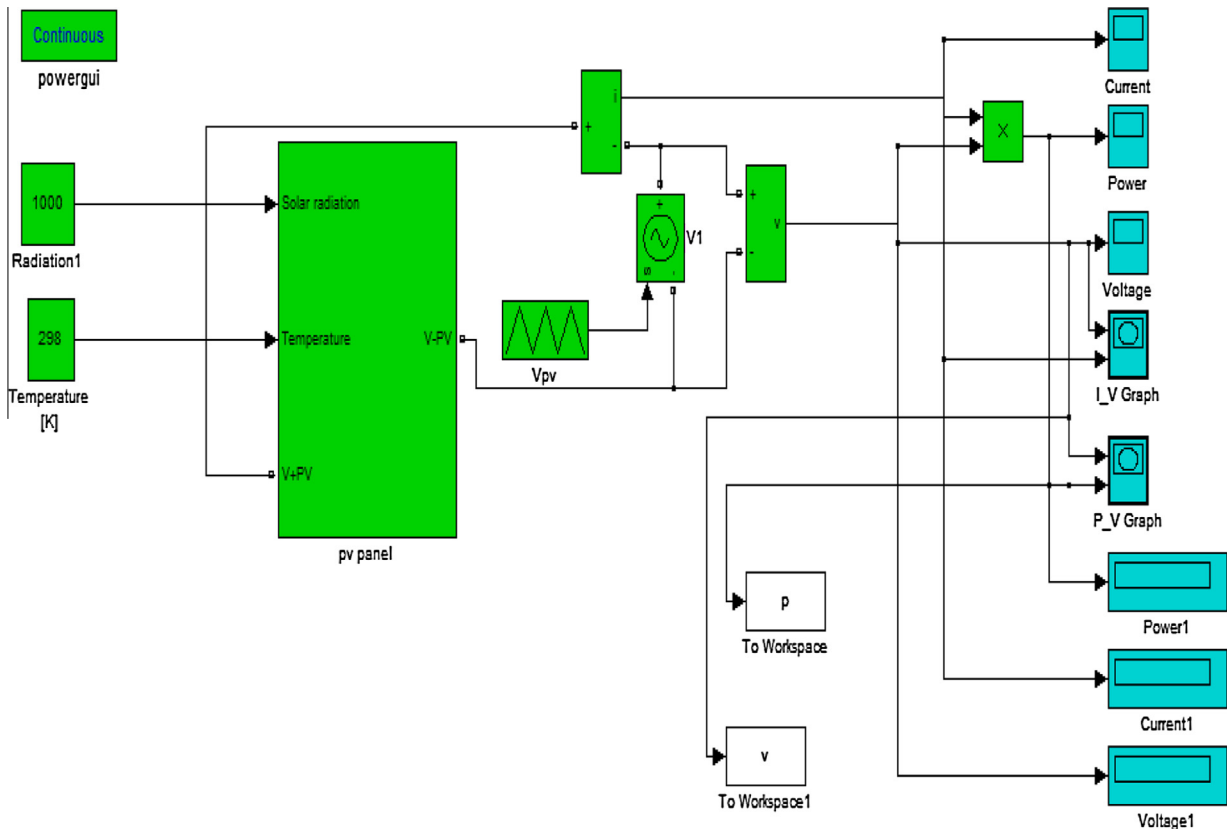 Continuous
powergui
1000
Radiation1
298
Temperature
[K]
Solar radiation
Temperature
V-PV
V+PV
pv panel
+
i
-
+
s
-
V1
Vpv
+
v
-
X
Current
Power
Voltage
I_V Graph
P_V Graph
p
To Workspace
v
To Workspace1
Power1
Current1
Voltage1